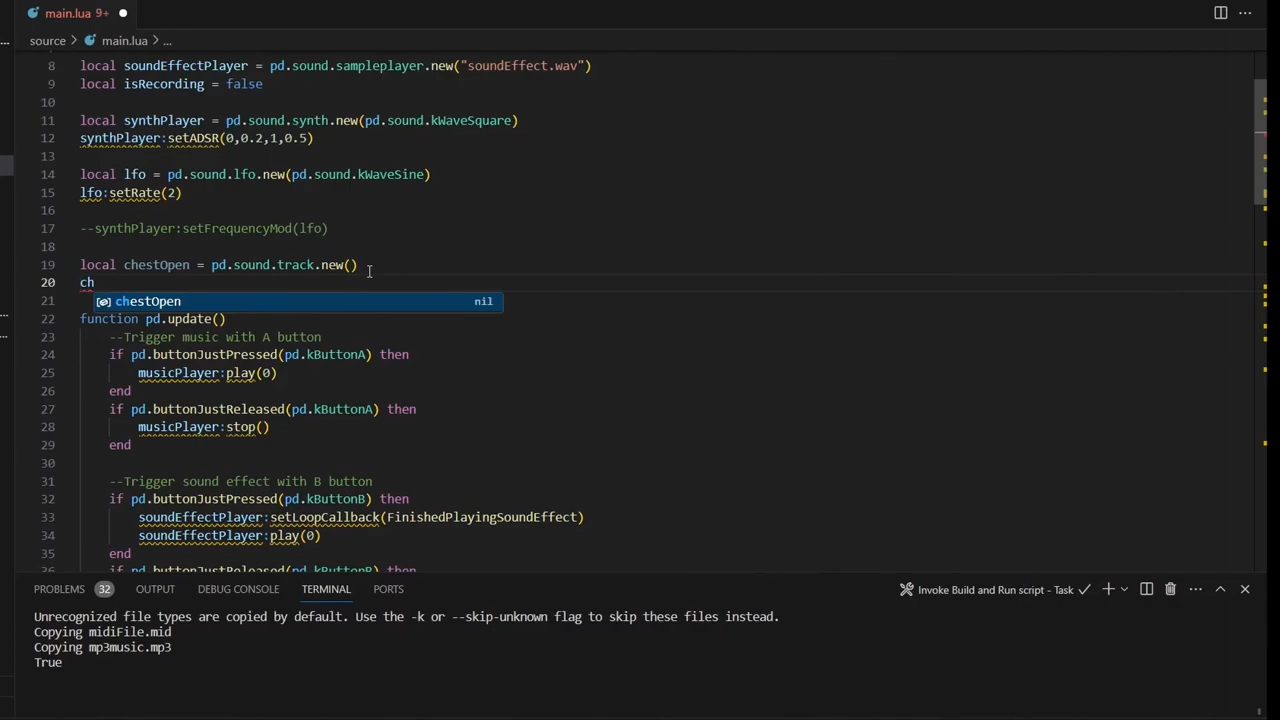 main.lua 9+
source > main.lua > ...
8 local soundEffectPlayer = pd.sound.sampleplayer.new("soundEffect.wav")
9 local isRecording = false
10
11 local synthPlayer = pd.sound.synth.new(pd.sound.kWaveSquare)
12 synthPlayer:setADSR(0,0.2,1,0.5)
13
14 local lfo = pd.sound.lfo.new(pd.sound.kWaveSine)
15 lfo:setRate(2)
16
17 --synthPlayer:setFrequencyMod(lfo)
18
19 local chestOpen = pd.sound.track.new()
20 ch
21 chestOpen nil
22 function pd.update()
23 --Trigger music with A button
24 if pd.buttonJustPressed(pd.kButtonA) then
25 musicPlayer:play(0)
26 end
27 if pd.buttonJustReleased(pd.kButtonA) then
28 musicPlayer:stop()
29 end
30
31 --Trigger sound effect with B button
32 if pd.buttonJustPressed(pd.kButtonB) then
33 soundEffectPlayer:setLoopCallback(FinishedPlayingSoundEffect)
34 soundEffectPlayer:play(0)
35 end
36 if pd.buttonJustReleased(pd.kButtonB) then
PROBLEMS 32 OUTPUT DEBUG CONSOLE TERMINAL PORTS Invoke Build and Run script - Task
Unrecognized file types are copied by default. Use the -k or --skip-unknown flag to skip these files instead.
Copying midiFile.mid
Copying mp3music.mp3
True